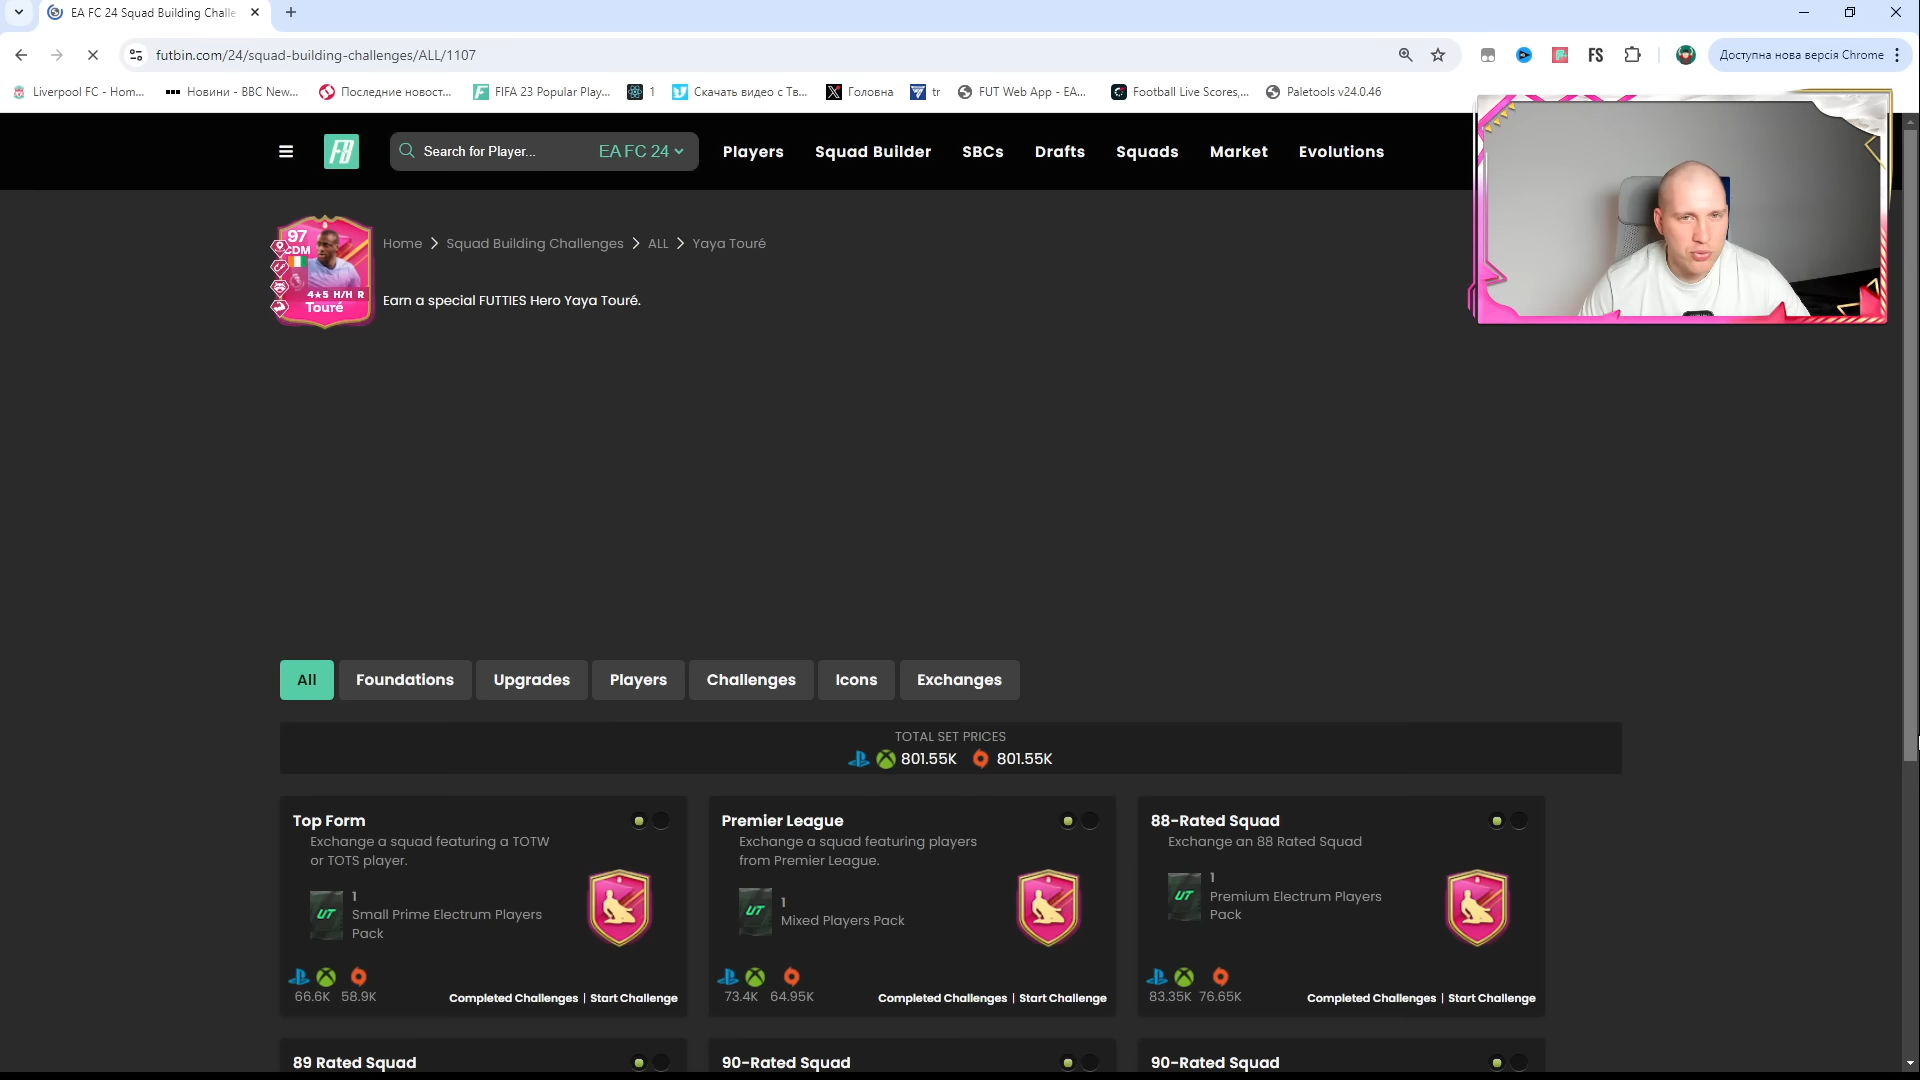 EA FC 24 Squad Building Challe
futbin.com/24/squad-building-challenges/ALL/1107
FS
Доступна нова версія Chrome
Liverpool FC - Hom...
Новини - BBC New...
Последние новост...
FIFA 23 Popular Play...
1
Скачать видео с Тв...
Головна
tr
FUT Web App - EA...
Football Live Scores,...
Paletools v24.0.46
F8
Search for Player...
EA FC 24
Players
Squad Builder
SBCs
Drafts
Squads
Market
Evolutions
97
CDM
4★5 H/H R
Touré
Home
Squad Building Challenges
ALL
Yaya Touré
Earn a special FUTTIES Hero Yaya Touré.
All
Foundations
Upgrades
Players
Challenges
Icons
Exchanges
TOTAL SET PRICES
801.55K 801.55K
Top Form
Exchange a squad featuring a TOTW
or TOTS player.
UT
1
Small Prime Electrum Players
Pack
66.6K 58.9K
Completed Challenges | Start Challenge
Premier League
Exchange a squad featuring players
from Premier League.
UT
1
Mixed Players Pack
73.4K 64.95K
Completed Challenges | Start Challenge
88-Rated Squad
Exchange an 88 Rated Squad
UT
1
Premium Electrum Players
Pack
83.35K 76.65K
Completed Challenges | Start Challenge
89 Rated Squad
90-Rated Squad
90-Rated Squad